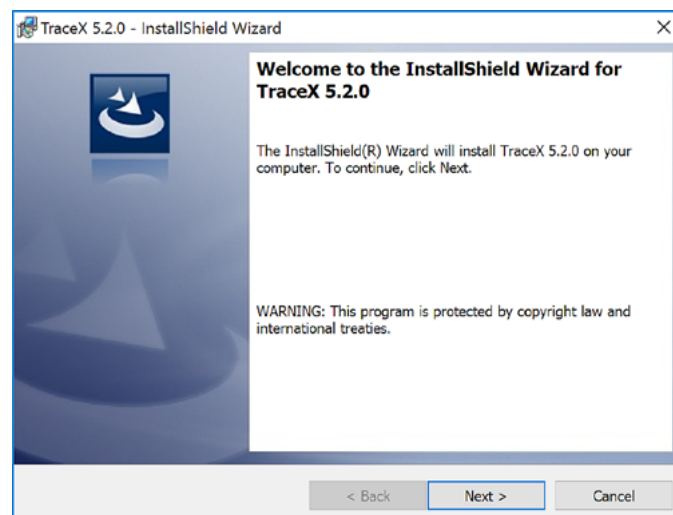 TraceX 5.2.0 - InstallShield Wizard
Welcome to the InstallShield Wizard for
TraceX 5.2.0
The InstallShield(R) Wizard will install TraceX 5.2.0 on your
computer. To continue, click Next.
WARNING: This program is protected by copyright law and
international treaties.
< Back Next > Cancel